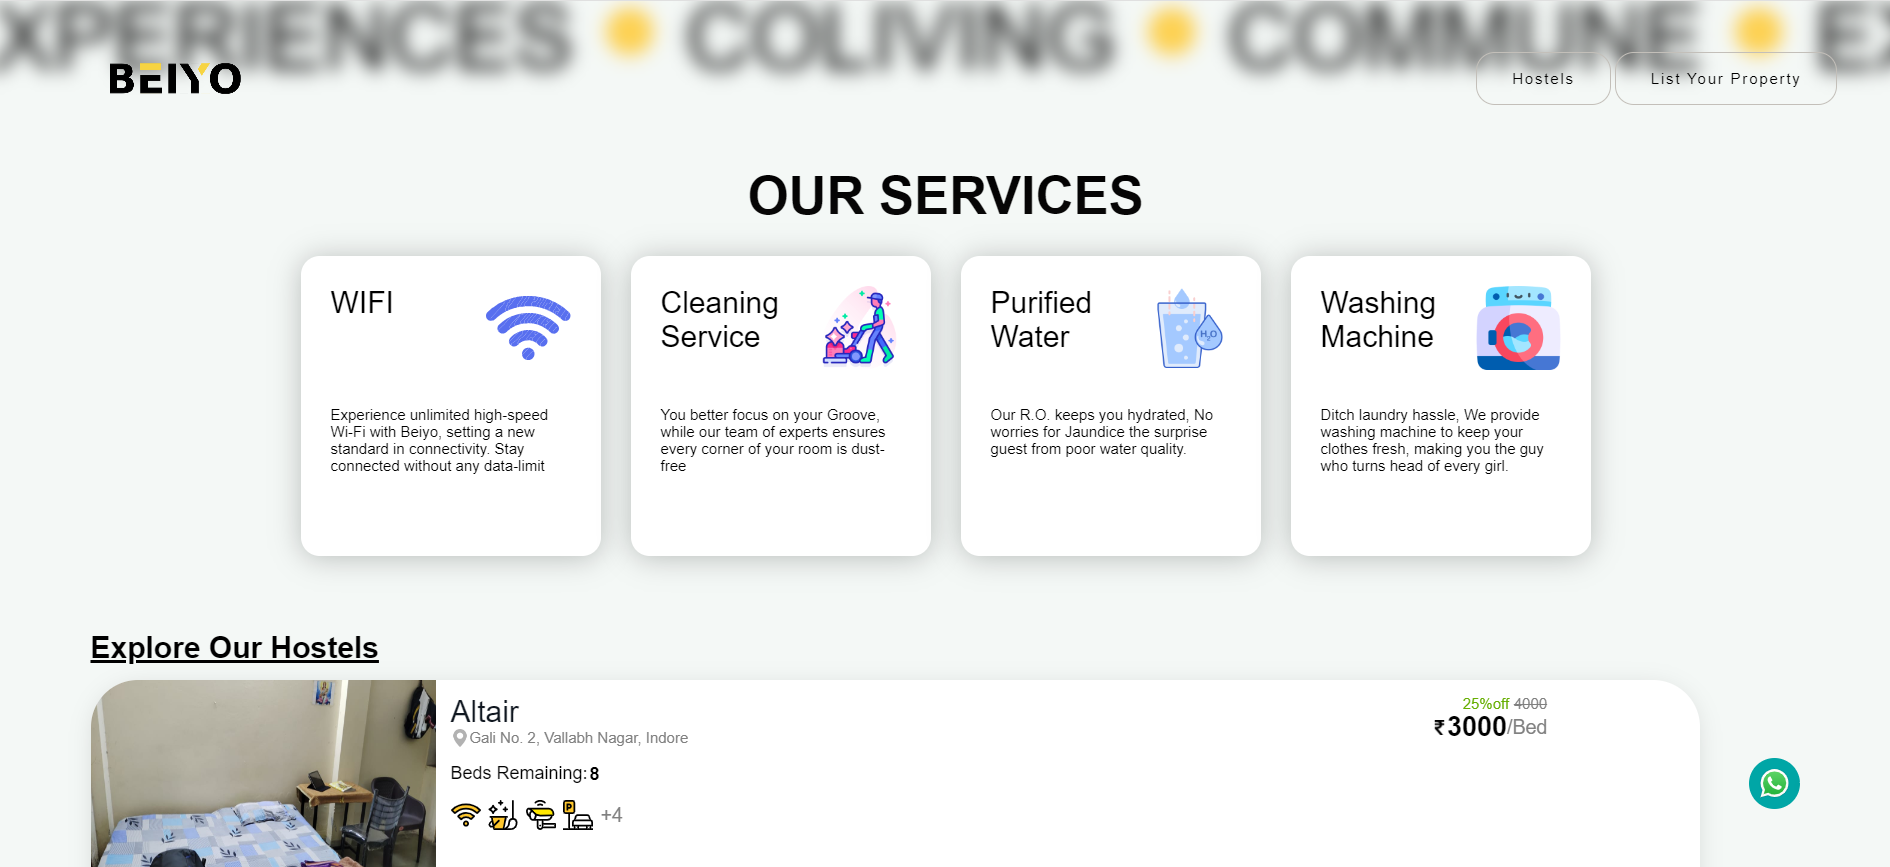 EXPERIENCES COLIVING COMMUNE EX
BEIYO
Hostels
List Your Property
OUR SERVICES
WIFI
Experience unlimited high-speed
Wi-Fi with Beiyo, setting a new
standard in connectivity. Stay
connected without any data-limit
Cleaning
Service
You better focus on your Groove,
while our team of experts ensures
every corner of your room is dust-
free
Purified
Water
H2O
Our R.O. keeps you hydrated, No
worries for Jaundice the surprise
guest from poor water quality.
Washing
Machine
Ditch laundry hassle, We provide
washing machine to keep your
clothes fresh, making you the guy
who turns head of every girl.
Explore Our Hostels
Altair
Gali No. 2, Vallabh Nagar, Indore
Beds Remaining: 8
P
+4
25%off 4000
₹3000/Bed